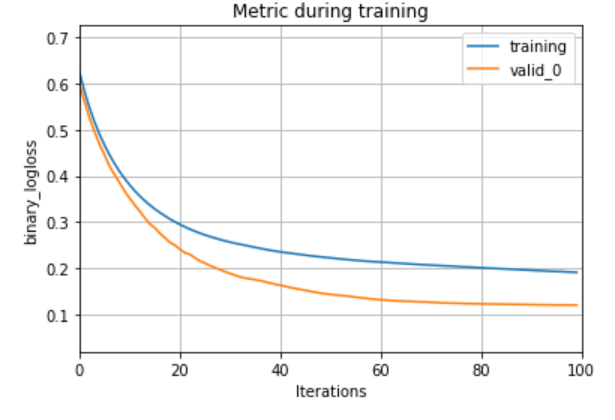 Metric during training
training
valid_0
binary_logloss
0.7
0.6
0.5
0.4
0.3
0.2
0.1
0 20 40 60 80 100
Iterations